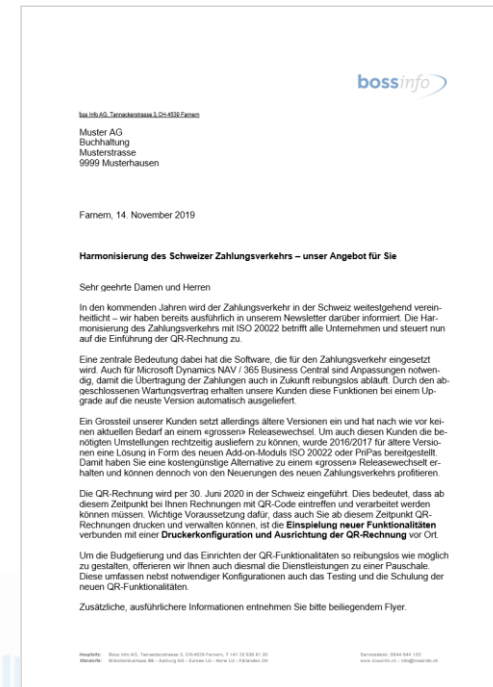 bossinfo
bos Info AG, Tannackerstrasse 3, CH-4539 Farnern
Muster AG
Buchhaltung
Musterstrasse
9999 Musterhausen
Farnern, 14. November 2019
Harmonisierung des Schweizer Zahlungsverkehrs – unser Angebot für Sie
Sehr geehrte Damen und Herren
In den kommenden Jahren wird der Zahlungsverkehr in der Schweiz weitestgehend verein-
heitlicht – wir haben bereits ausführlich in unserem Newsletter darüber informiert. Die Har-
monisierung des Zahlungsverkehrs mit ISO 20022 betrifft alle Unternehmen und steuert nun
auf die Einführung der QR-Rechnung zu.
Eine zentrale Bedeutung dabei hat die Software, die für den Zahlungsverkehr eingesetzt
wird. Auch für Microsoft Dynamics NAV / 365 Business Central sind Anpassungen notwen-
dig, damit die Übertragung der Zahlungen auch in Zukunft reibungslos abläuft. Durch den ab-
geschlossenen Wartungsvertrag erhalten unsere Kunden diese Funktionen bei einem Up-
grade auf die neuste Version automatisch ausgeliefert.
Ein Grossteil unserer Kunden setzt allerdings ältere Versionen ein und hat nach wie vor kei-
nen aktuellen Bedarf an einem «grossen» Releasewechsel. Um auch diesen Kunden die be-
nötigten Umstellungen rechtzeitig ausliefern zu können, wurde 2016/2017 für ältere Versio-
nen eine Lösung in Form des neuen Add-on-Moduls ISO 20022 oder PriPas bereitgestellt.
Damit haben Sie eine kostengünstige Alternative zu einem «grossen» Releasewechselt er-
halten und können dennoch von den Neuerungen des neuen Zahlungsverkehrs profitieren.
Die QR-Rechnung wird per 30. Juni 2020 in der Schweiz eingeführt. Dies bedeutet, dass ab
diesem Zeitpunkt bei Ihnen Rechnungen mit QR-Code eintreffen und verarbeitet werden
können müssen. Wichtige Voraussetzung dafür, dass auch Sie ab diesem Zeitpunkt QR-
Rechnungen drucken und verwalten können, ist die Einspielung neuer Funktionalitäten
verbunden mit einer Druckerkonfiguration und Ausrichtung der QR-Rechnung vor Ort.
Um die Budgetierung und das Einrichten der QR-Funktionalitäten so reibungslos wie möglich
zu gestalten, offerieren wir Ihnen auch diesmal die Dienstleistungen zu einer Pauschale.
Diese umfassen nebst notwendiger Konfigurationen auch das Testing und die Schulung der
neuen QR-Funktionalitäten.
Zusätzliche, ausführlichere Informationen entnehmen Sie bitte beiliegendem Flyer.